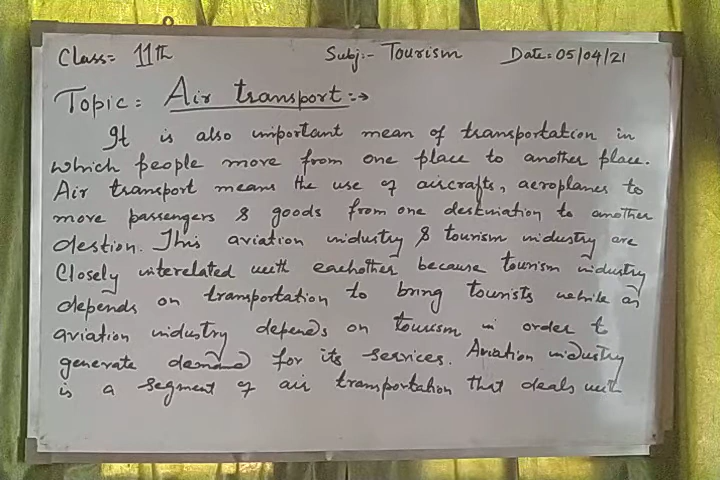 Class= 11th Subj:- Tourism Date: 05/04/21
Topic: Air transport:→
It is also important mean of transportation in
which people move from one place to another place.
Air transport means the use of aircrafts, aeroplanes to
move passengers & goods from one destination to another
destion. This aviation industry & tourism industry are
Closely interelated with eachother because tourism industry
depends on transportation to bring tourists while an
aviation industry depends on tourism in order to
generate demand for its services. Aviation industry
is a segment of air transportation that deals with